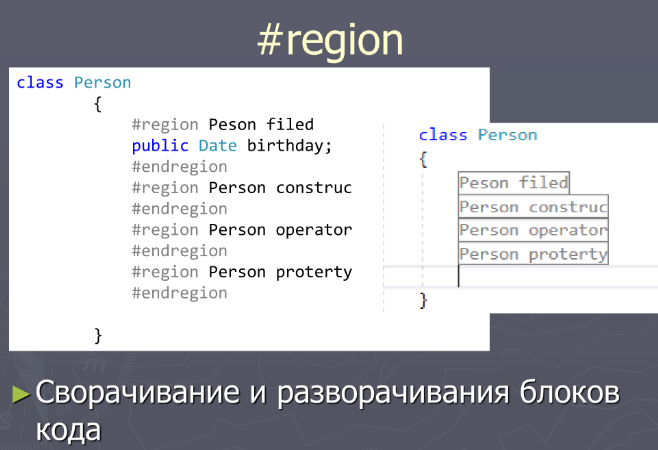 #region
class Person
{
#region Peson filed
public Date birthday;
#endregion
#region Person construc
#endregion
#region Person operator
#endregion
#region Person proterty
#endregion
}
class Person
{
Peson filed
Person construc
Person operator
Person proterty
}
►Сворачивание и разворачивания блоков
кода